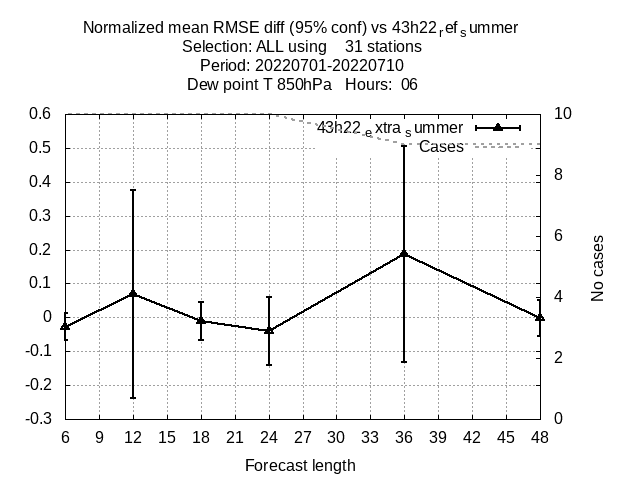 Normalized mean RMSE diff (95% conf) vs 43h22refsummer
Selection: ALL using 31 stations
Period: 20220701-20220710
Dew point T 850hPa Hours: 06
43h22extrasummer
Cases
0.6
0.5
0.4
0.3
0.2
0.1
0
-0.1
-0.2
-0.3
10
8
6
4
2
0
No cases
6 9 12 15 18 21 24 27 30 33 36 39 42 45 48
Forecast length